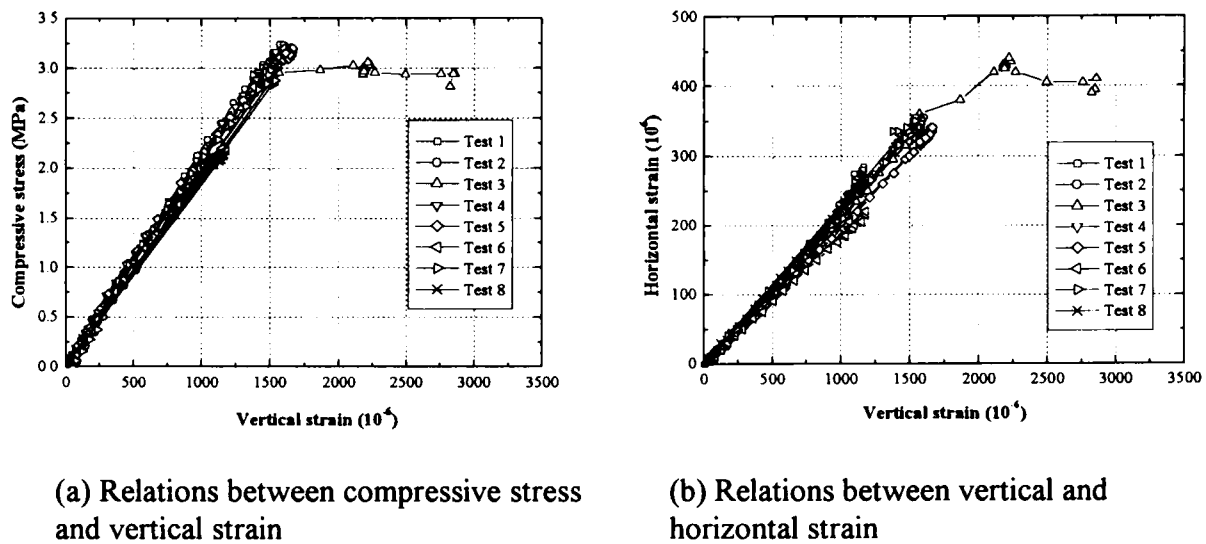 3.5
3.0
2.5
2.0
1.5
1.0
0.5
0.0
0 500 1000 1500 2000 2500 3000 3500
Compressive stress (MPa)
Vertical strain (10⁻⁶)
Test 1
Test 2
Test 3
Test 4
Test 5
Test 6
Test 7
Test 8
500
400
300
200
100
0
0 500 1000 1500 2000 2500 3000 3500
Horizontal strain (10⁻⁶)
Vertical strain (10⁻⁶)
Test 1
Test 2
Test 3
Test 4
Test 5
Test 6
Test 7
Test 8
(a) Relations between compressive stress
and vertical strain
(b) Relations between vertical and
horizontal strain